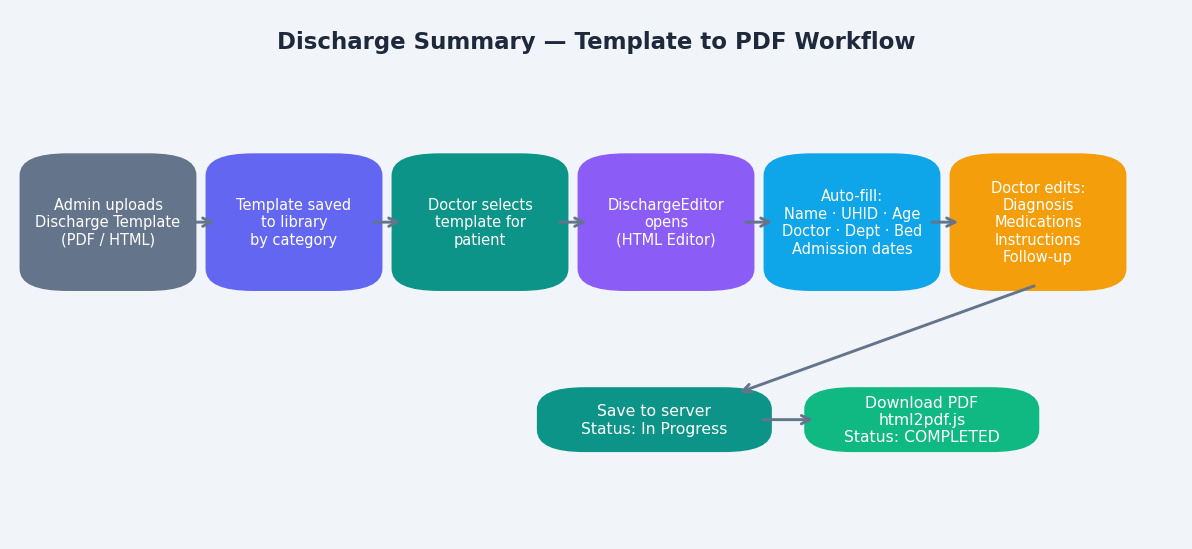 Discharge Summary — Template to PDF Workflow
Admin uploads
Discharge Template
(PDF / HTML)
Template saved
to library
by category
Doctor selects
template for
patient
DischargeEditor
opens
(HTML Editor)
Auto-fill:
Name · UHID · Age
Doctor · Dept · Bed
Admission dates
Doctor edits:
Diagnosis
Medications
Instructions
Follow-up
Save to server
Status: In Progress
Download PDF
html2pdf.js
Status: COMPLETED